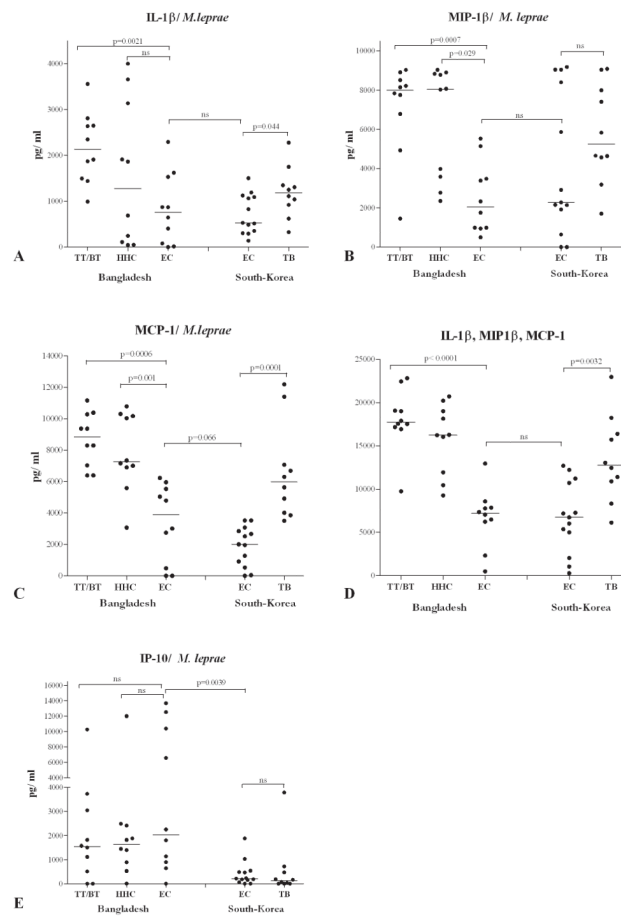 IL-1β/ M.leprae
p=0.0021
ns
ns
p=0.044
4000
3000
2000
1000
0
pg/ ml
TT/BT HHC EC EC TB
Bangladesh South-Korea
A
MIP-1β/ M. leprae
p=0.0007
p=0.029
ns
ns
10000
8000
6000
4000
2000
0
pg/ ml
TT/BT HHC EC EC TB
Bangladesh South-Korea
B
MCP-1/ M.leprae
p=0.0006
p=0.001
p=0.066
p=0.0001
14000
12000
10000
8000
6000
4000
2000
0
pg/ ml
TT/BT HHC EC EC TB
Bangladesh South-Korea
C
IL-1β, MIP1β, MCP-1
p< 0.0001
ns
p=0.0032
25000
20000
15000
10000
5000
0
TT/BT HHC EC EC TB
Bangladesh South-Korea
D
IP-10/ M. leprae
ns
ns
p=0.0039
ns
16000
14000
12000
10000
8000
6000
4000
4000
3000
2000
1000
0
pg/ ml
TT/BT HHC EC EC TB
Bangladesh South-Korea
E